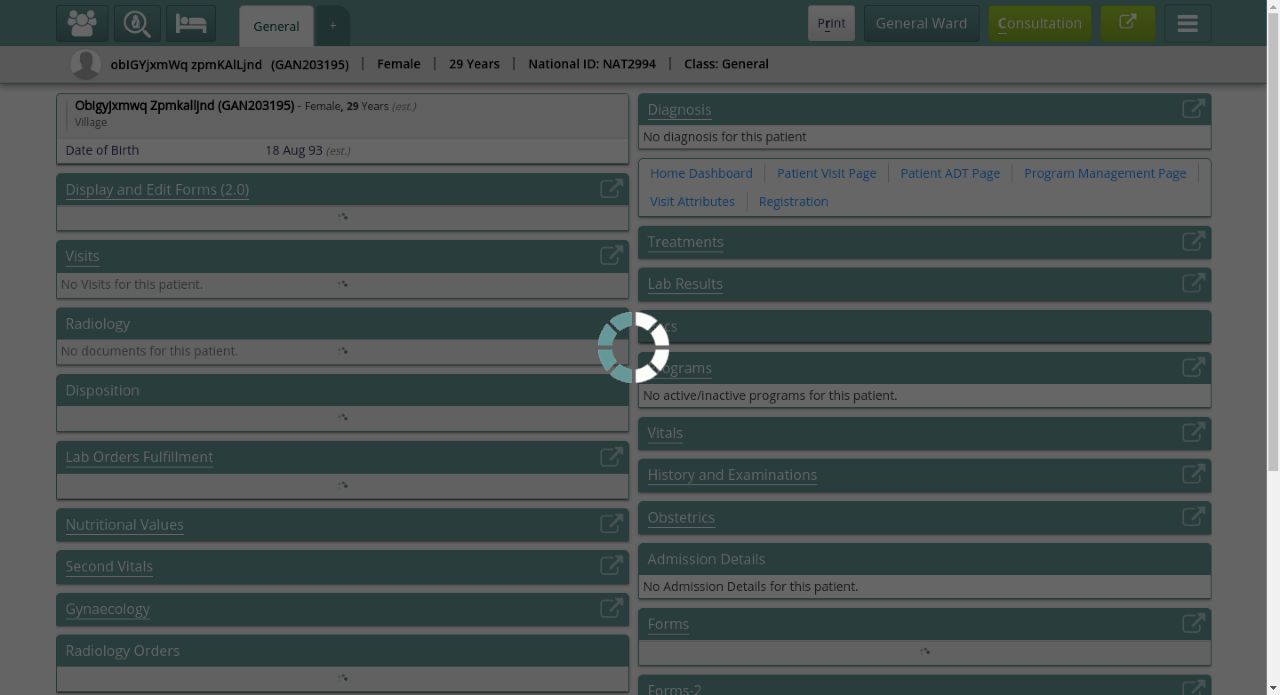 General
+
Print
General Ward
Consultation
obIGYjxmWq zpmKAlLjnd (GAN203195) | Female | 29 Years | National ID: NAT2994 | Class: General
Obigyjxmwq Zpmkalljnd (GAN203195) - Female, 29 Years (est.)
Village
Date of Birth 18 Aug 93 (est.)
Display and Edit Forms (2.0)
Visits
No Visits for this patient.
Radiology
No documents for this patient.
Disposition
Lab Orders Fulfillment
Nutritional Values
Second Vitals
Gynaecology
Radiology Orders
Diagnosis
No diagnosis for this patient
Home Dashboard | Patient Visit Page | Patient ADT Page | Program Management Page |
Visit Attributes | Registration
Treatments
Lab Results
No active/inactive programs for this patient.
Vitals
History and Examinations
Obstetrics
Admission Details
No Admission Details for this patient.
Forms
Forms-2